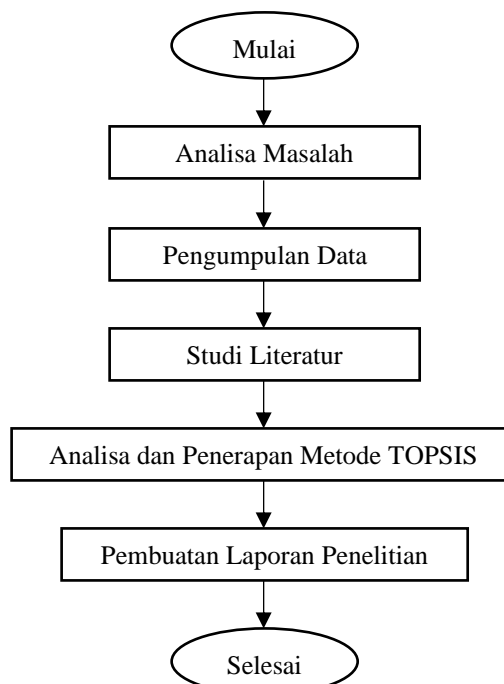 Mulai
Analisa Masalah
Pengumpulan Data
Studi Literatur
Analisa dan Penerapan Metode TOPSIS
Pembuatan Laporan Penelitian
Selesai